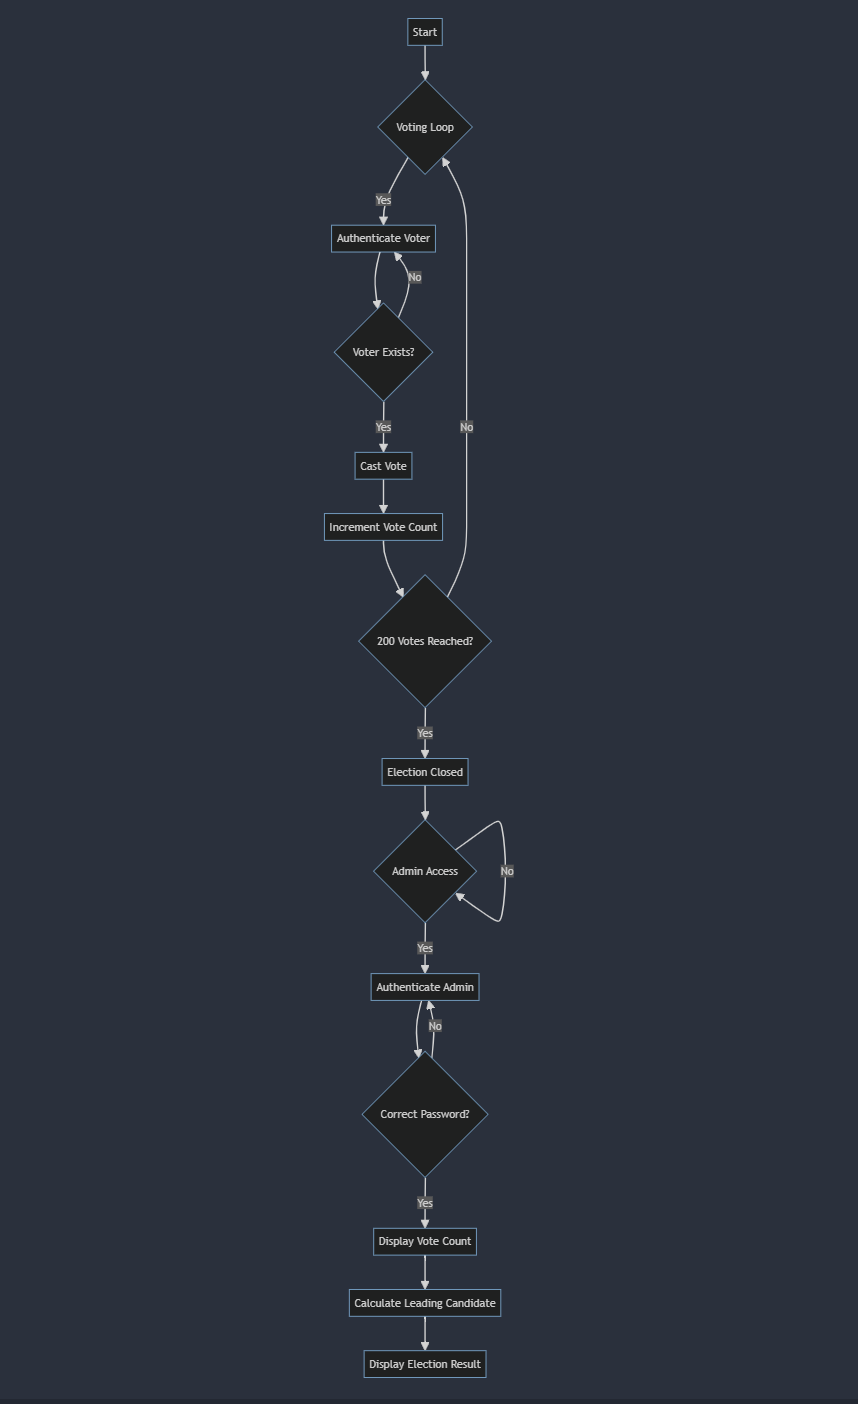 Start
Voting Loop
Yes
Authenticate Voter
No
Voter Exists?
Yes
No
Cast Vote
Increment Vote Count
200 Votes Reached?
Yes
Election Closed
Admin Access
No
Yes
Authenticate Admin
No
Correct Password?
Yes
Display Vote Count
Calculate Leading Candidate
Display Election Result